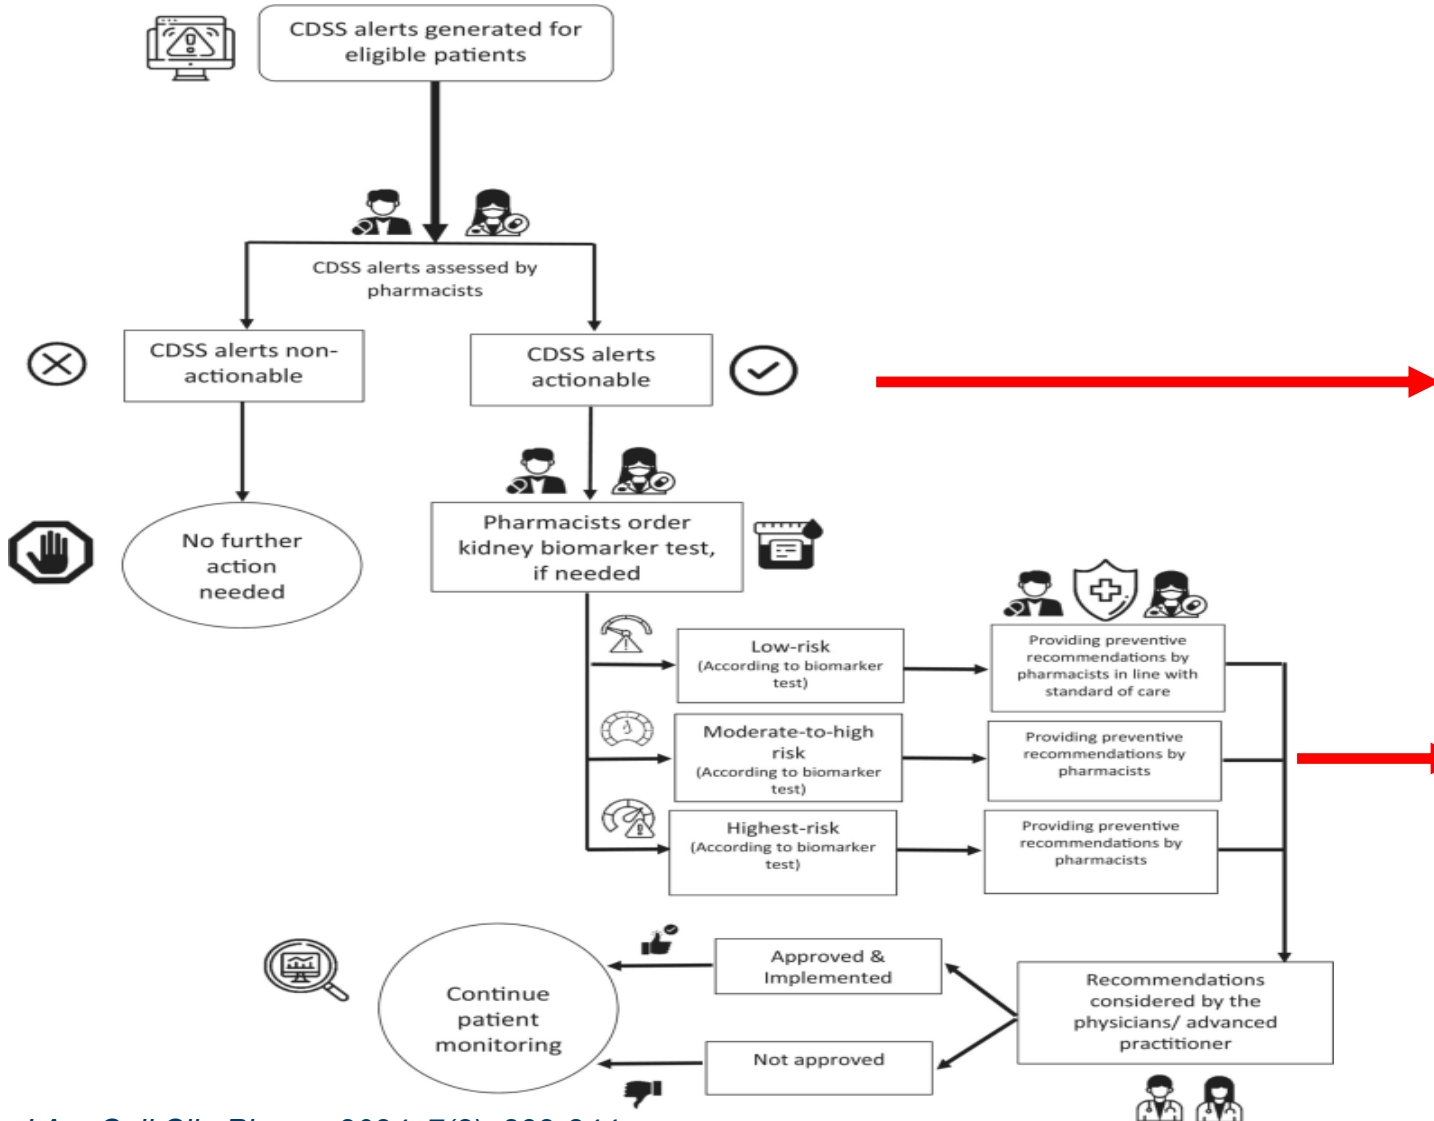 CDSS alerts generated for
eligible patients
CDSS alerts assessed by
pharmacists
CDSS alerts non-
actionable
CDSS alerts
actionable
No further
action
needed
Pharmacists order
kidney biomarker test,
if needed
Low-risk
(According to biomarker
test)
Providing preventive
recommendations by
pharmacists in line with
standard of care
Moderate-to-high
risk
(According to biomarker
test)
Providing preventive
recommendations by
pharmacists
Highest-risk
(According to biomarker
test)
Providing preventive
recommendations by
pharmacists
Approved &
Implemented
Recommendations
considered by the
physicians/ advanced
practitioner
Continue
patient
monitoring
Not approved